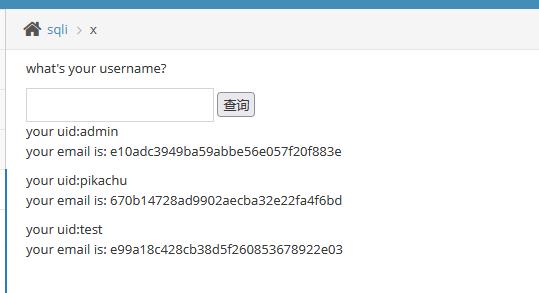 sqli > x
what's your username?
查询
your uid:admin
your email is: e10adc3949ba59abbe56e057f20f883e
your uid:pikachu
your email is: 670b14728ad9902aecba32e22fa4f6bd
your uid:test
your email is: e99a18c428cb38d5f260853678922e03